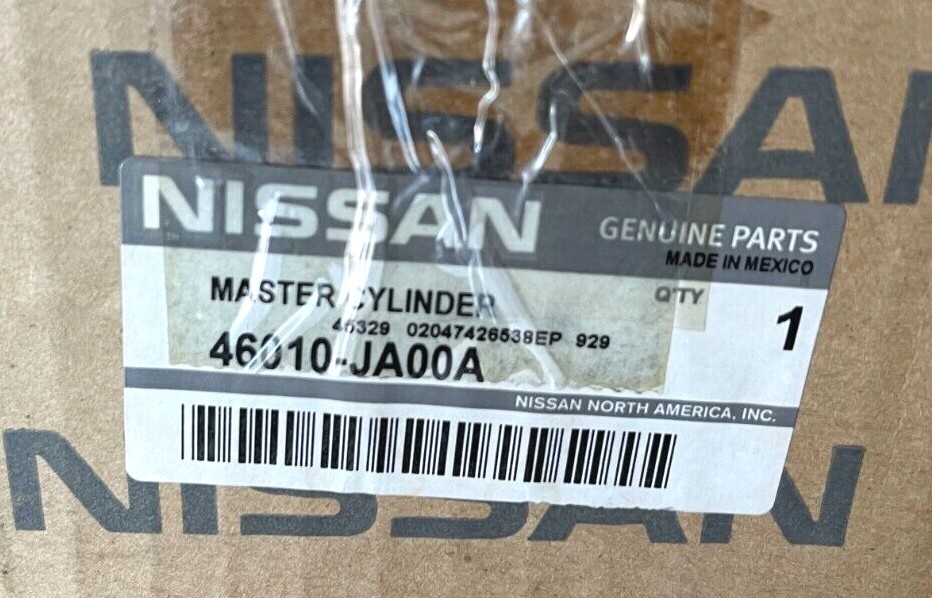 NISSAN
NISSAN
GENUINE PARTS
MADE IN MEXICO
MASTER CYLINDER
Q'TY
1
46329 02047426538EP 929
46010-JA00A
NISSAN NORTH AMERICA, INC.
NISSAN